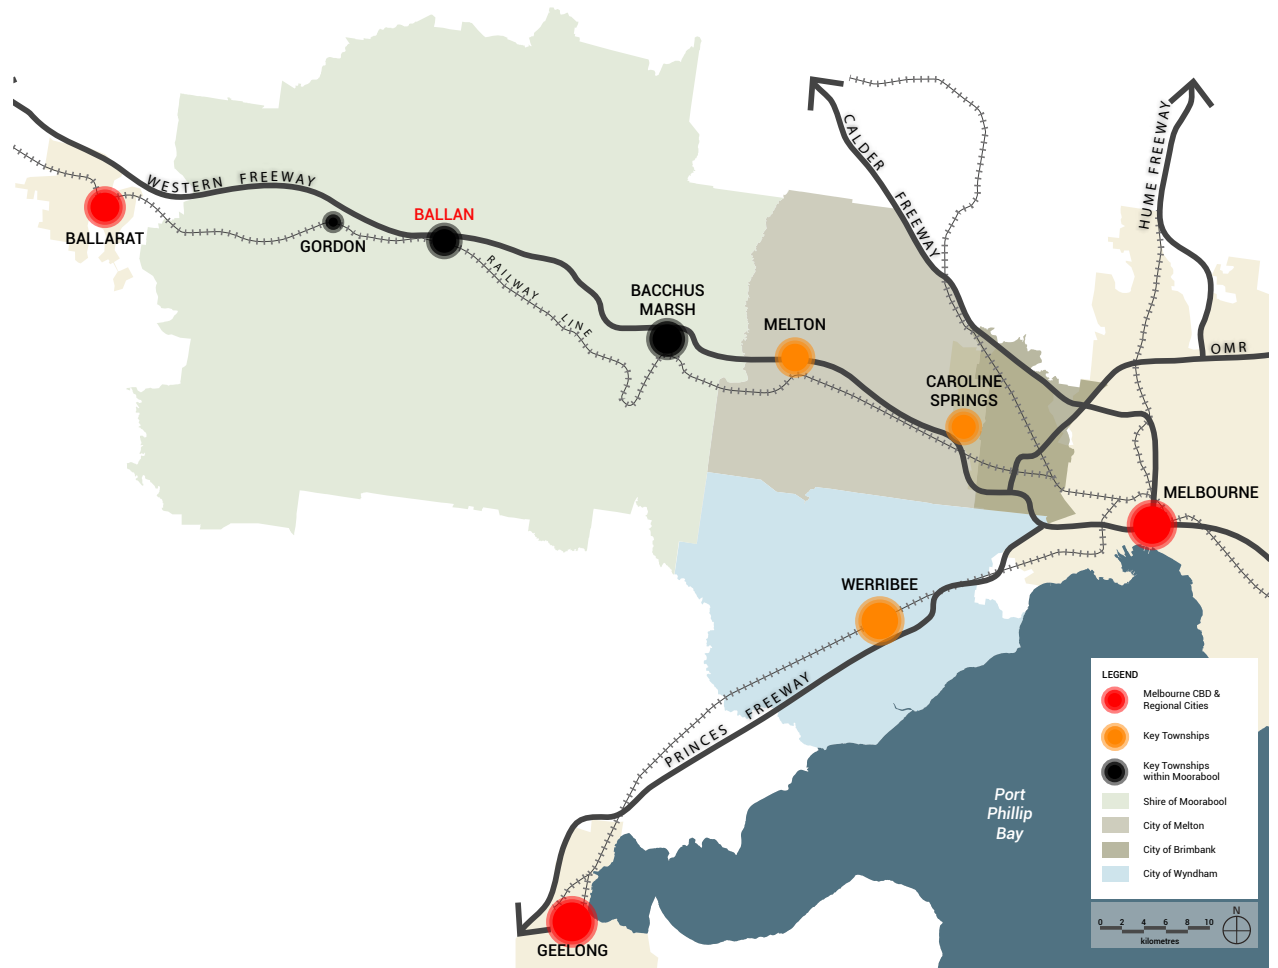 WESTERN FREEWAY
BALLARAT
GORDON
BALLAN
RAILWAY LINE
BACCHUS
MARSH
MELTON
CAROLINE
SPRINGS
CALDER FREEWAY
HUME FREEWAY
OMR
MELBOURNE
WERRIBEE
PRINCES FREEWAY
GEELONG
Port
Phillip
Bay
LEGEND
Melbourne CBD &
Regional Cities
Key Townships
Key Townships
within Moorabool
Shire of Moorabool
City of Melton
City of Brimbank
City of Wyndham
0 2 4 6 8 10
kilometres
N